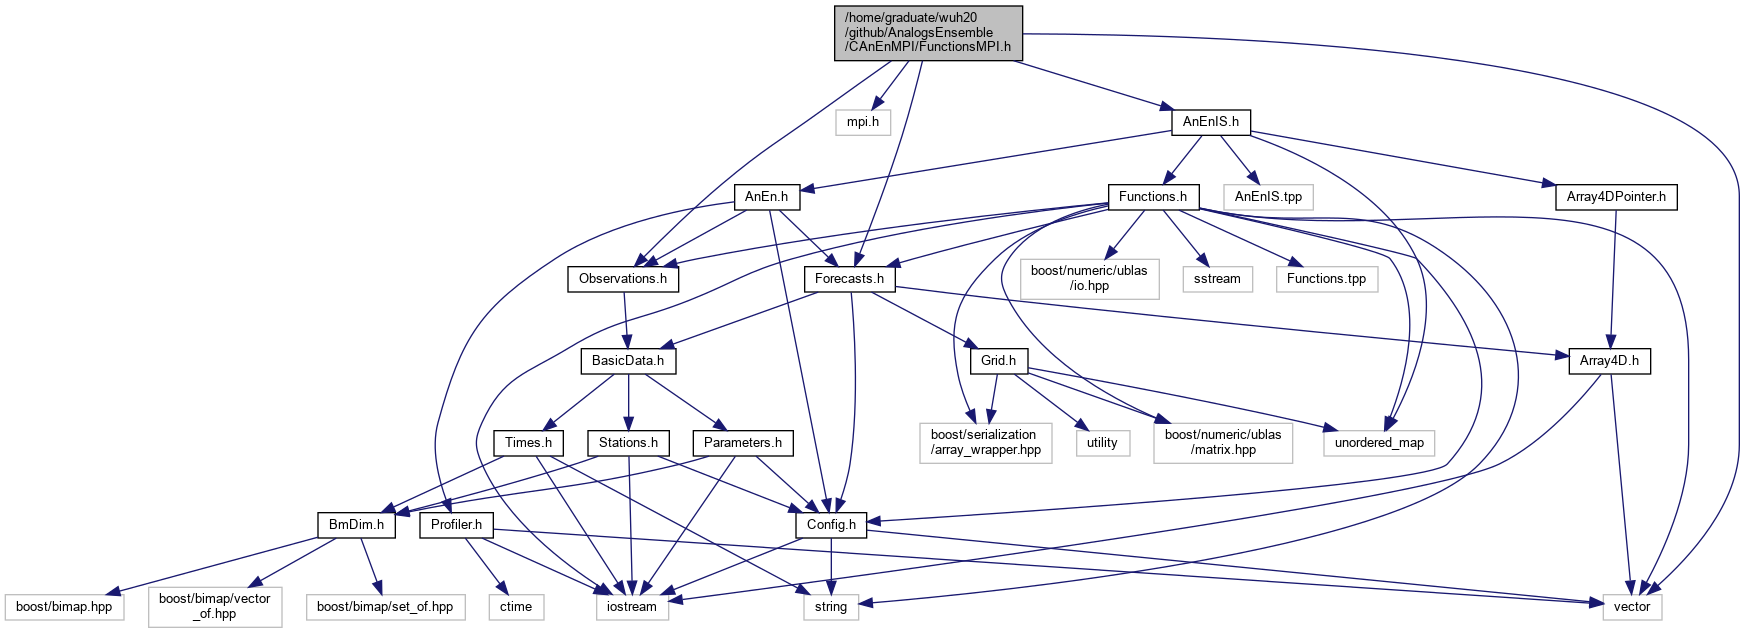 /home/graduate/wuh20
/github/AnalogsEnsemble
/CAnEnMPI/FunctionsMPI.h
mpi.h
AnEnIS.h
AnEn.h
Functions.h
AnEnIS.tpp
Array4DPointer.h
Observations.h
Forecasts.h
boost/numeric/ublas
/io.hpp
sstream
Functions.tpp
BasicData.h
Grid.h
Array4D.h
Times.h
Stations.h
Parameters.h
boost/serialization
/array_wrapper.hpp
utility
boost/numeric/ublas
/matrix.hpp
unordered_map
BmDim.h
Profiler.h
Config.h
boost/bimap.hpp
boost/bimap/vector
_of.hpp
boost/bimap/set_of.hpp
ctime
iostream
string
vector